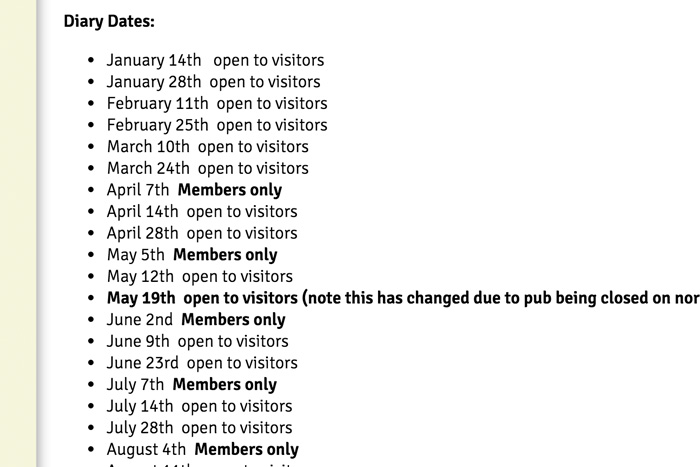 Diary Dates:
• January 14th open to visitors
• January 28th open to visitors
• February 11th open to visitors
• February 25th open to visitors
• March 10th open to visitors
• March 24th open to visitors
• April 7th Members only
• April 14th open to visitors
• April 28th open to visitors
• May 5th Members only
• May 12th open to visitors
• May 19th open to visitors (note this has changed due to pub being closed on nor
• June 2nd Members only
• June 9th open to visitors
• June 23rd open to visitors
• July 7th Members only
• July 14th open to visitors
• July 28th open to visitors
• August 4th Members only